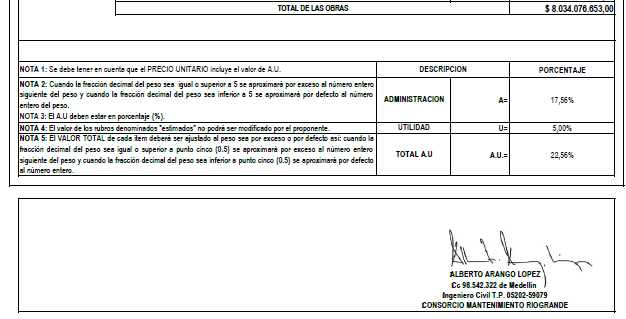 TOTAL DE LAS OBRAS $ 8.034.076.653,00
NOTA 1: Se debe tener en cuenta que el PRECIO UNITARIO incluye el valor de A.U.
DESCRIPCION PORCENTAJE
NOTA 2: Cuando la fracción decimal del peso sea igual o superior a 5 se aproximará por exceso al número entero
siguiente del peso y cuando la fracción decimal del peso sea inferior a 5 se aproximará por defecto al número
entero del peso.
NOTA 3: El A.U deben estar en porcentaje (%).
ADMINISTRACION A= 17,56%
NOTA 4: El valor de los rubros denominados "estimados" no podrá ser modificado por el proponente.
UTILIDAD U= 5,00%
NOTA 5: El VALOR TOTAL de cada ítem deberá ser ajustado al peso sea por exceso o por defecto así: cuando la
fracción decimal del peso sea igual o superior a punto cinco (0.5) se aproximará por exceso al número entero
siguiente del peso y cuando la fracción decimal del peso sea inferior a punto cinco (0.5) se aproximará por defecto
al número entero.
TOTAL A.U A.U.= 22,56%
ALBERTO ARANGO LOPEZ
Cc 98.542.322 de Medellin
Ingeniero Civil T.P. 05202-59079
CONSORCIO MANTENIMIENTO RIOGRANDE